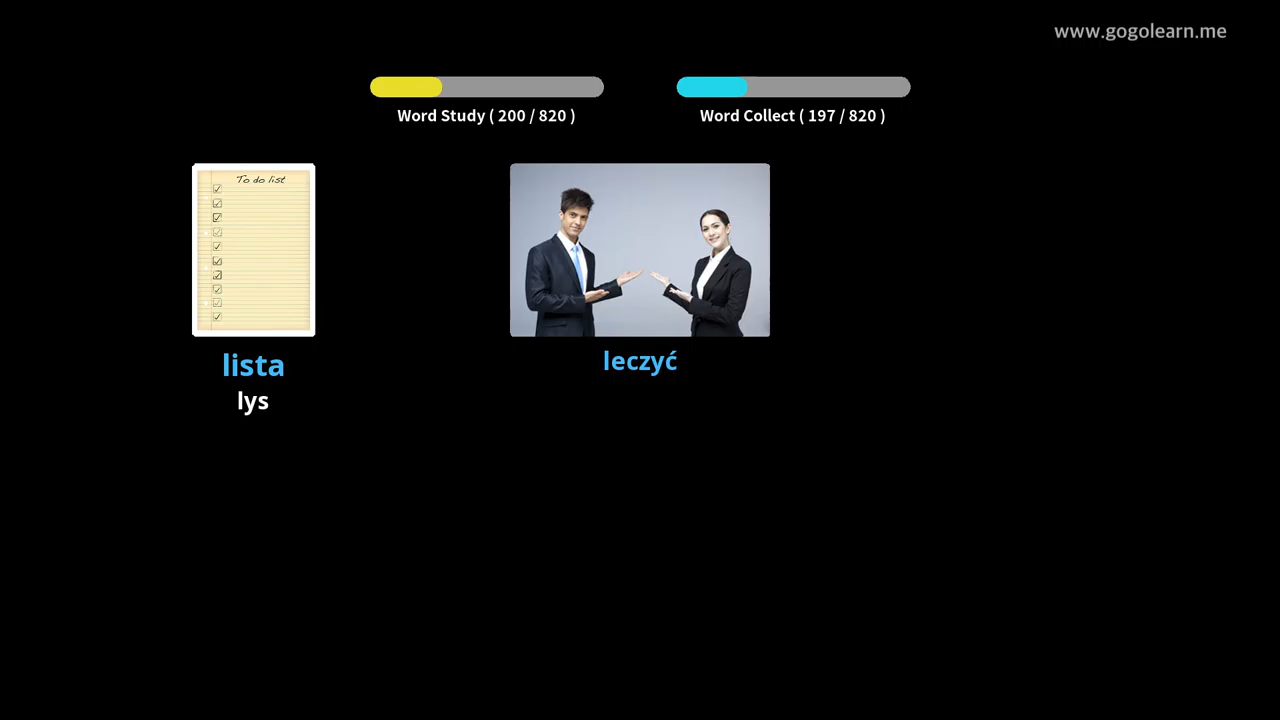 www.gogolearn.me
Word Study ( 200 / 820 )
Word Collect ( 197 / 820 )
To do list
lista
lys
leczyć